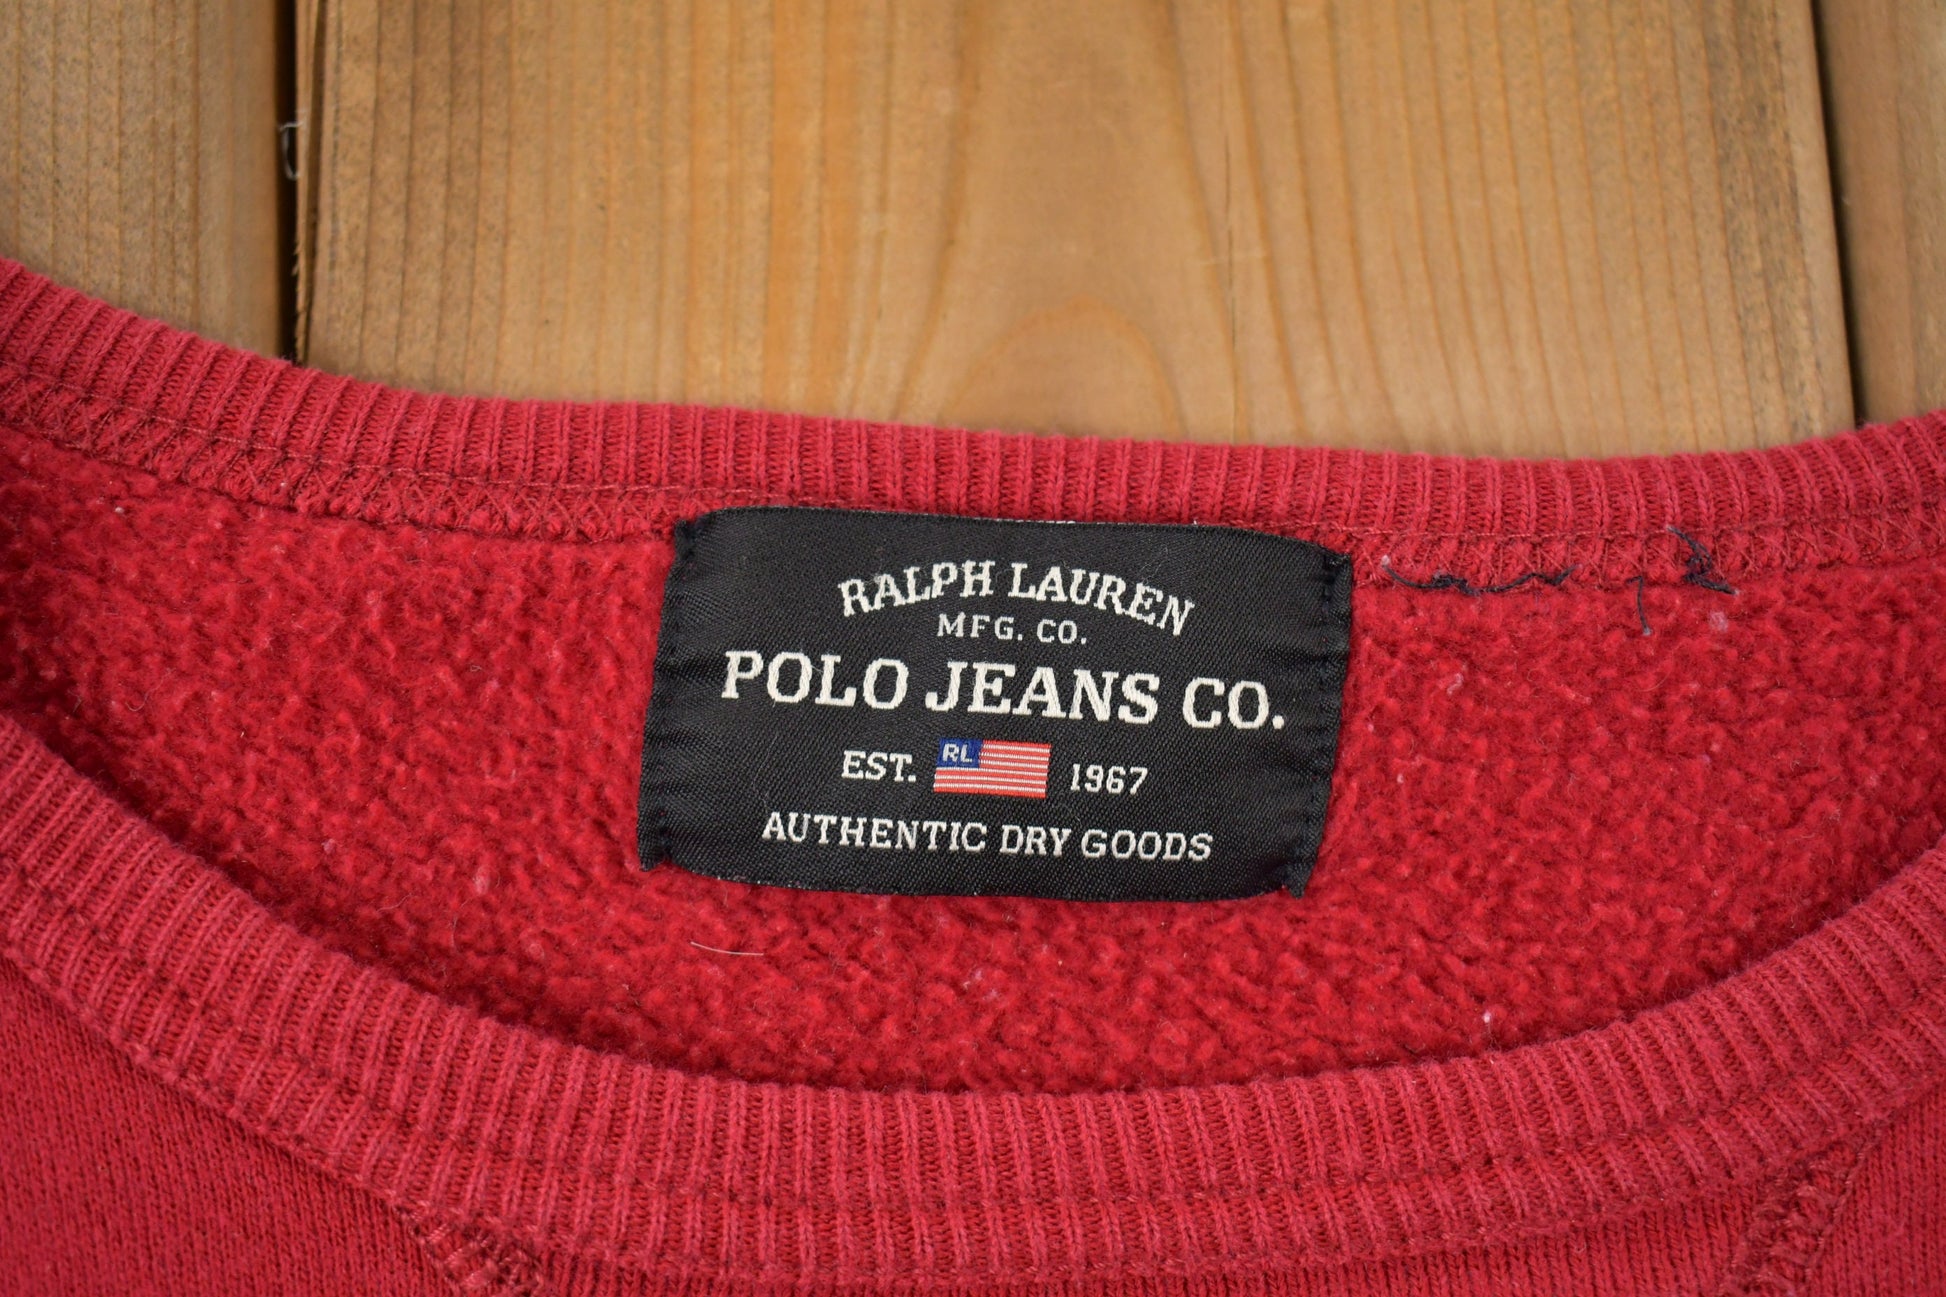 RALPH LAUREN
MFG. CO.
POLO JEANS CO.
EST. RL 1967
AUTHENTIC DRY GOODS